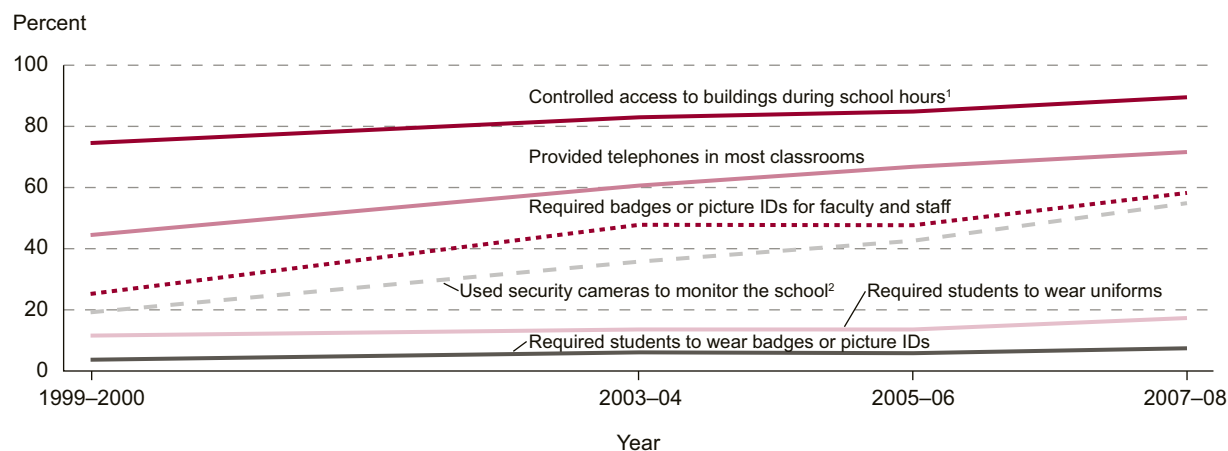 Percent
100
Controlled access to buildings during school hours¹
80
Provided telephones in most classrooms
60
Required badges or picture IDs for faculty and staff
40
Used security cameras to monitor the school²
Required students to wear uniforms
20
Required students to wear badges or picture IDs
0
1999–2000
2003–04
2005–06
2007–08
Year